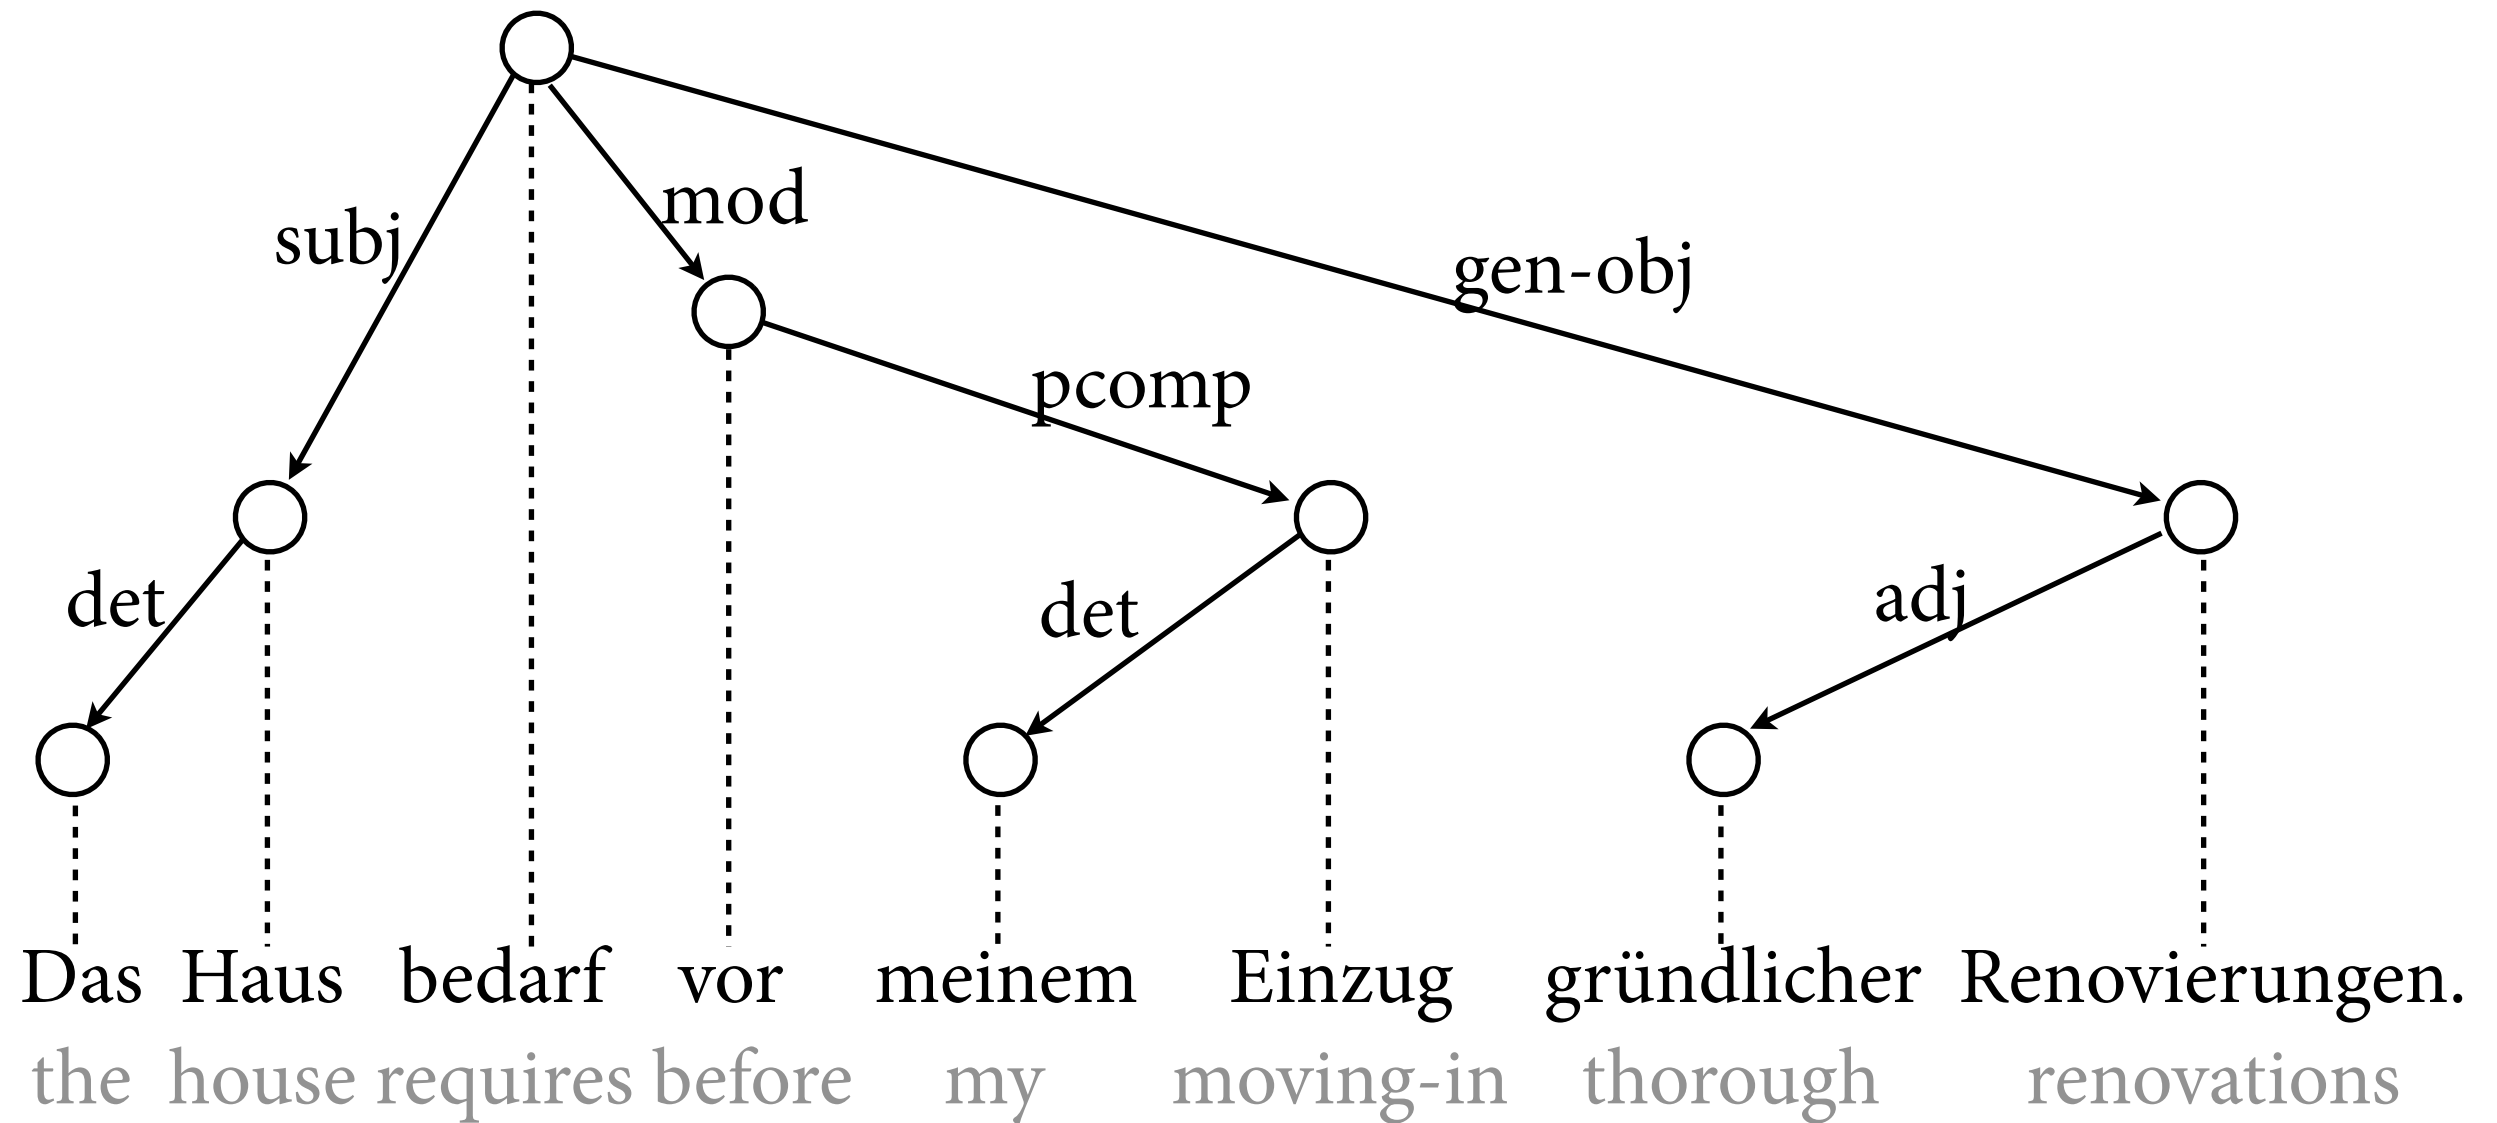 mod
subj
gen-obj
pcomp
det
det
adj
Das Haus bedarf vor meinem Einzug gründlicher Renovierungen.
the house requires before my moving-in thorough renovations